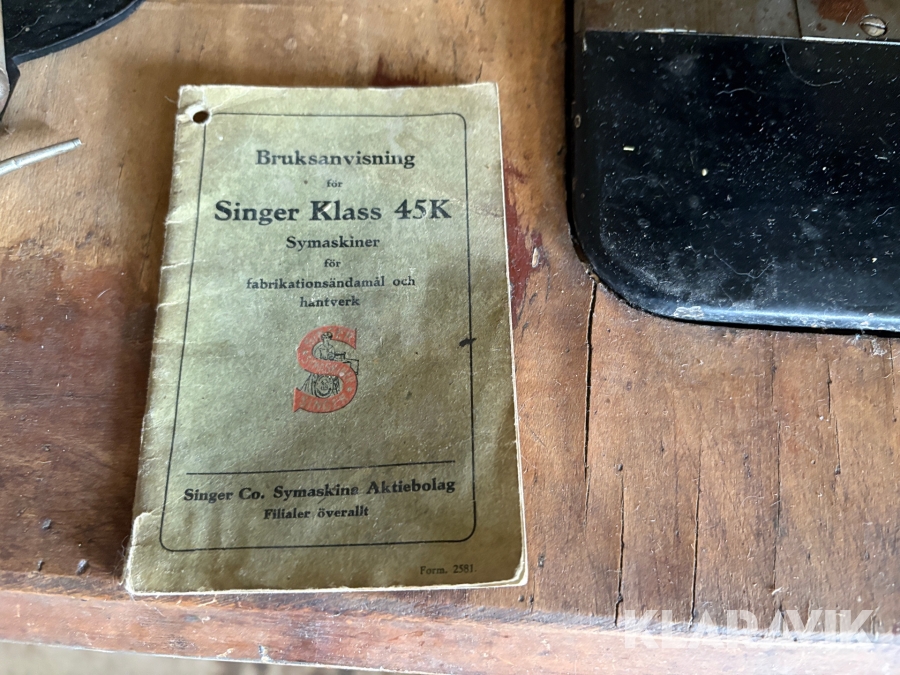 Bruksanvisning
för
Singer Klass 45K
Symaskiner
för
fabrikationsändamål och
hantverk
S
Singer Co. Symaskins Aktiebolag
Filialer överallt
Form. 2581
KLARAVIK